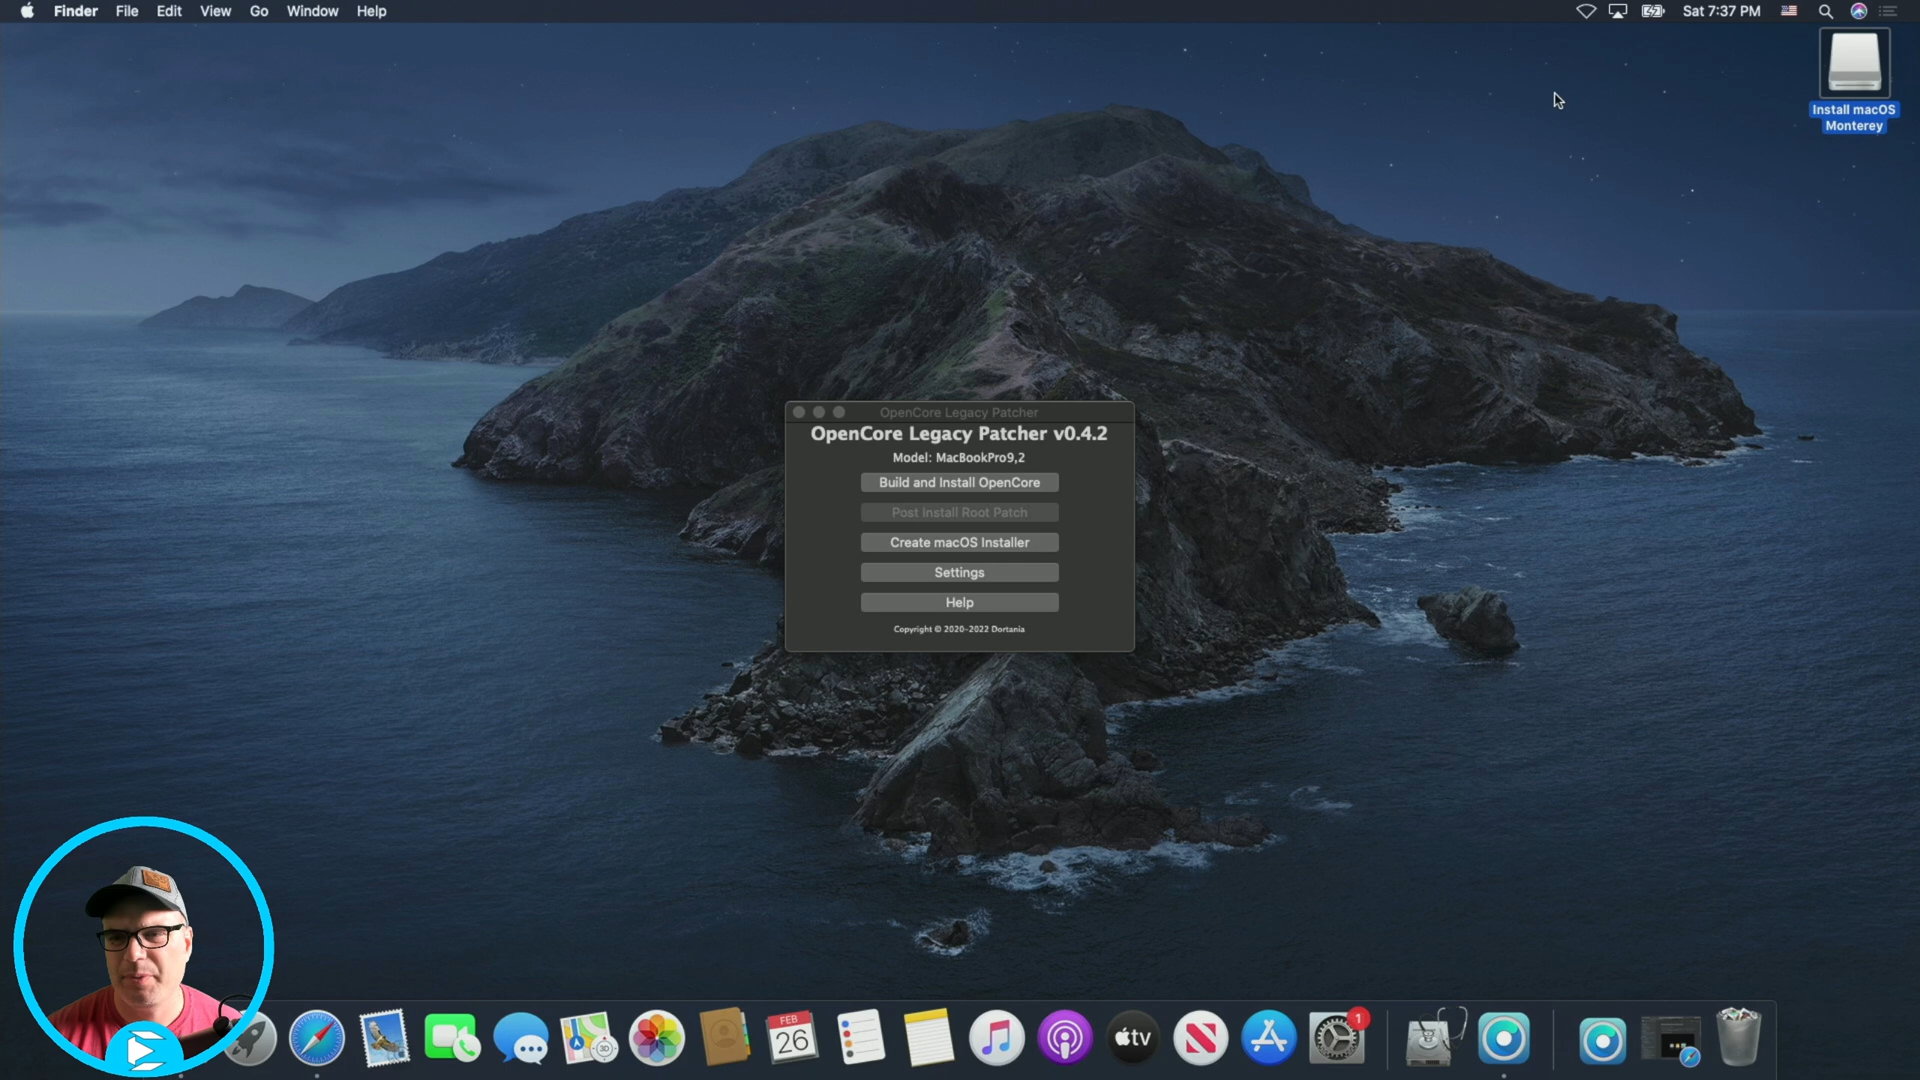 Finder File Edit View Go Window Help
Sat 7:37 PM
Install macOS
Monterey
OpenCore Legacy Patcher
OpenCore Legacy Patcher v0.4.2
Model: MacBookPro9,2
Build and Install OpenCore
Post Install Root Patch
Create macOS Installer
Settings
Help
Copyright © 2020-2022 Dortania
FEB
26
3D
tv
1